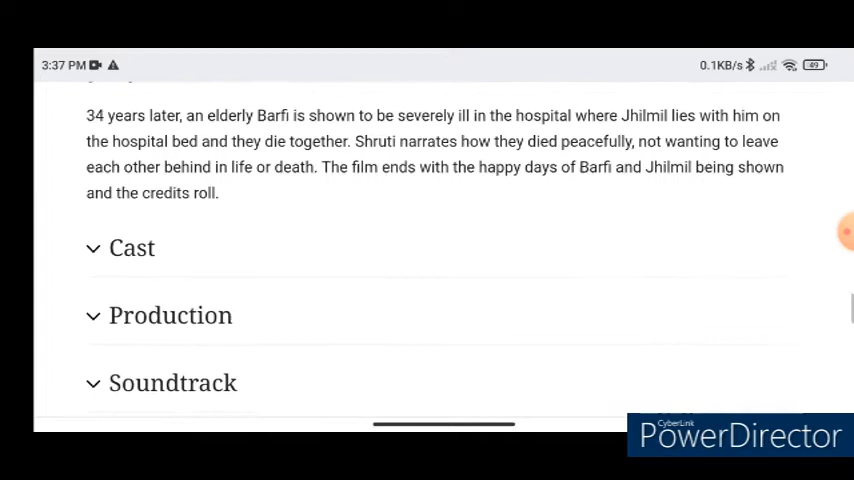 3:37 PM
0.1KB/s
49
34 years later, an elderly Barfi is shown to be severely ill in the hospital where Jhilmil lies with him on
the hospital bed and they die together. Shruti narrates how they died peacefully, not wanting to leave
each other behind in life or death. The film ends with the happy days of Barfi and Jhilmil being shown
and the credits roll.
Cast
Production
Soundtrack
CyberLink
PowerDirector